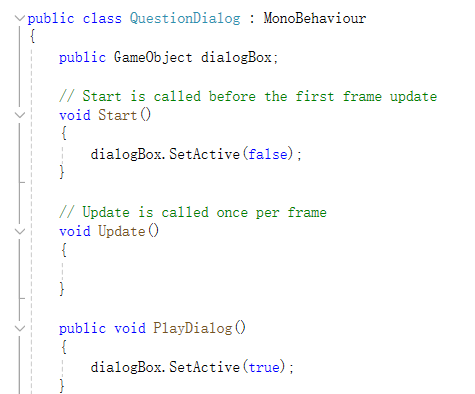 public class QuestionDialog : MonoBehaviour
{
public GameObject dialogBox;
// Start is called before the first frame update
void Start()
{
dialogBox.SetActive(false);
}
// Update is called once per frame
void Update()
{
}
public void PlayDialog()
{
dialogBox.SetActive(true);
}